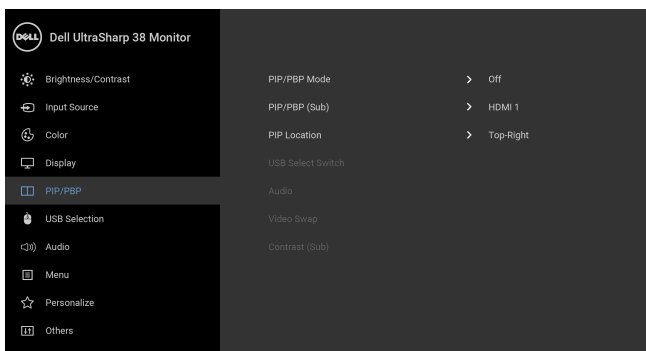 DELL Dell UltraSharp 38 Monitor
Brightness/Contrast PIP/PBP Mode Off
Input Source PIP/PBP (Sub) HDMI 1
Color PIP Location Top-Right
Display USB Select Switch
PIP/PBP Audio
USB Selection Video Swap
Audio Contrast (Sub)
Menu
Personalize
Others